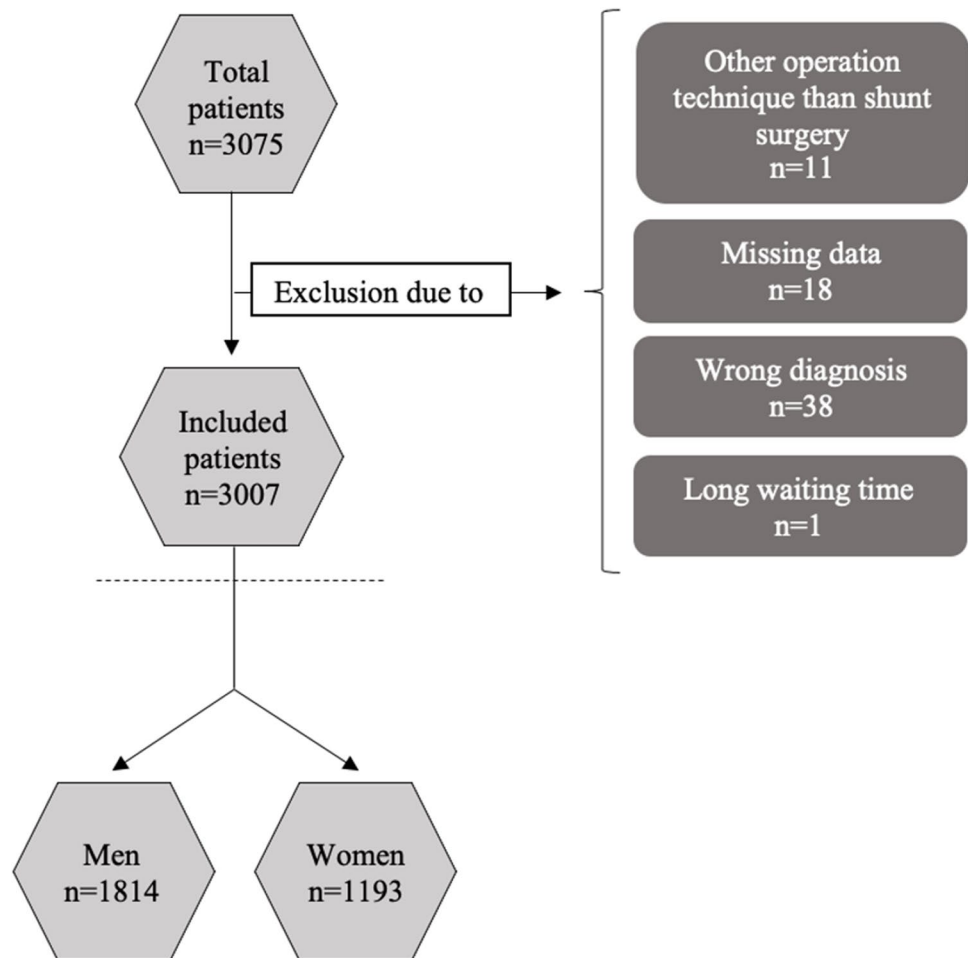 Total
patients
n=3075
Exclusion due to
Other operation
technique than shunt
surgery
n=11
Missing data
n=18
Wrong diagnosis
n=38
Long waiting time
n=1
Included
patients
n=3007
Men
n=1814
Women
n=1193